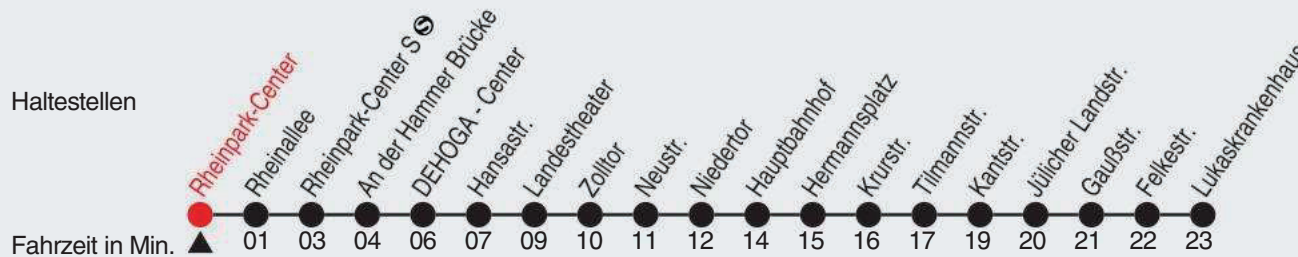 Haltestellen
Rheinpark-Center
Rheinallee
Rheinpark-Center S
An der Hammer Brücke
DEHOGA - Center
Hansastr.
Landestheater
Zolltor
Neustr.
Niedertor
Hauptbahnhof
Hermannsplatz
Krurstr.
Tilmannstr.
Kantstr.
Jülicher Landstr.
Gaußstr.
Felkestr.
Lukaskrankenhaus
Fahrzeit in Min. ▲ 01 03 04 06 07 09 10 11 12 14 15 16 17 19 20 21 22 23